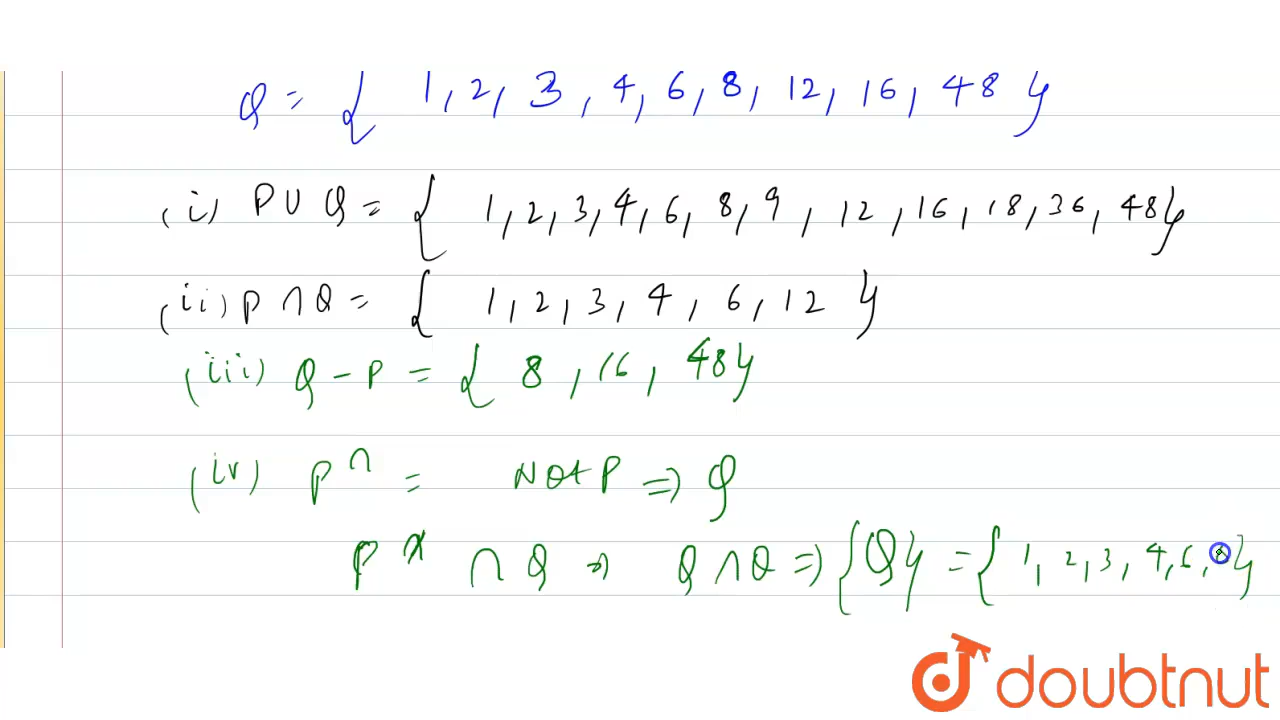 Q = { 1, 2, 3, 4, 6, 8, 12, 16, 48 }
(i) P ∪ Q = { 1, 2, 3, 4, 6, 8, 9, 12, 16, 18, 36, 48 }
(ii) P ∩ Q = { 1, 2, 3, 4, 6, 12 }
(iii) Q - P = { 8, 16, 48 }
(iv) P^∩ = Not P ⇒ Q
P ∩ Q ⇒ Q ∩ Q ⇒ { Q } = { 1, 2, 3, 4, 6, 8 }
doubtnut